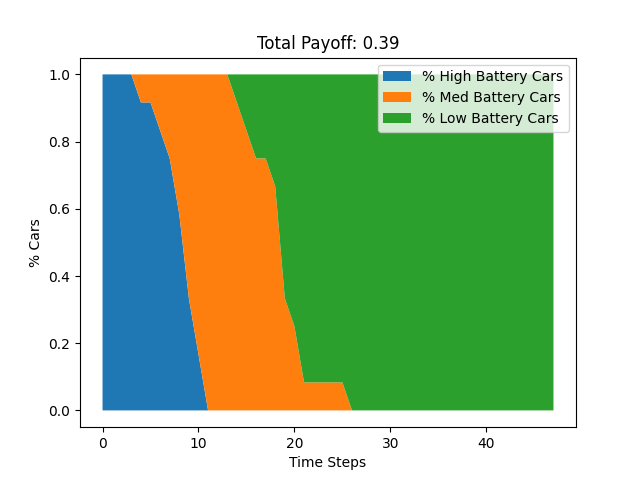 Total Payoff: 0.39
% High Battery Cars
% Med Battery Cars
% Low Battery Cars
1.0
0.8
0.6
0.4
0.2
0.0
% Cars
0 10 20 30 40
Time Steps